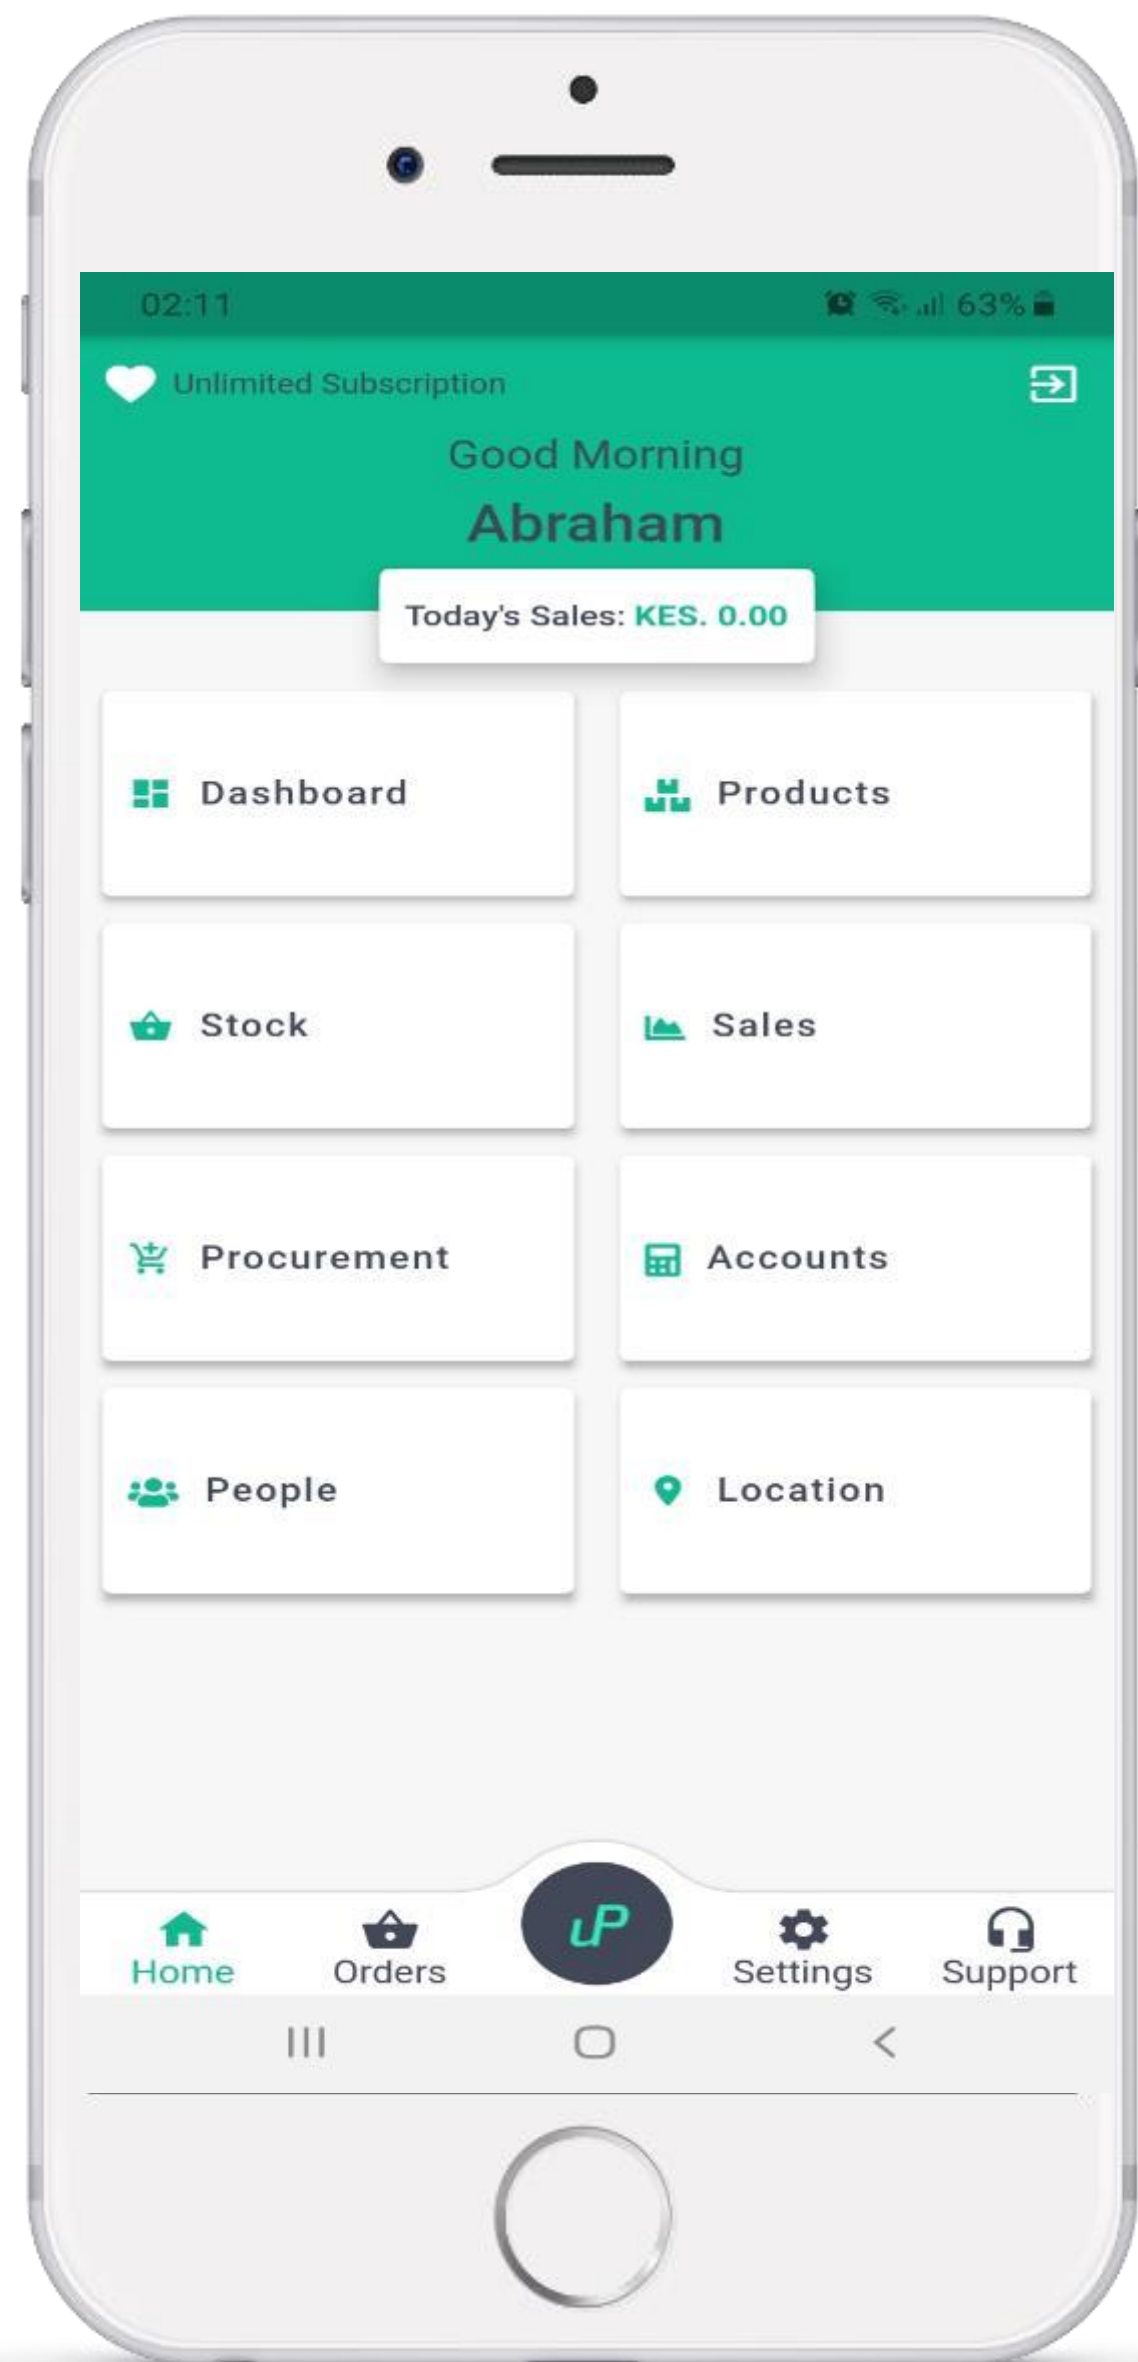 02:11 63%
Unlimited Subscription
Good Morning
Abraham
Today's Sales: KES. 0.00
Dashboard Products
Stock Sales
Procurement Accounts
People Location
uP
Home Orders Settings Support